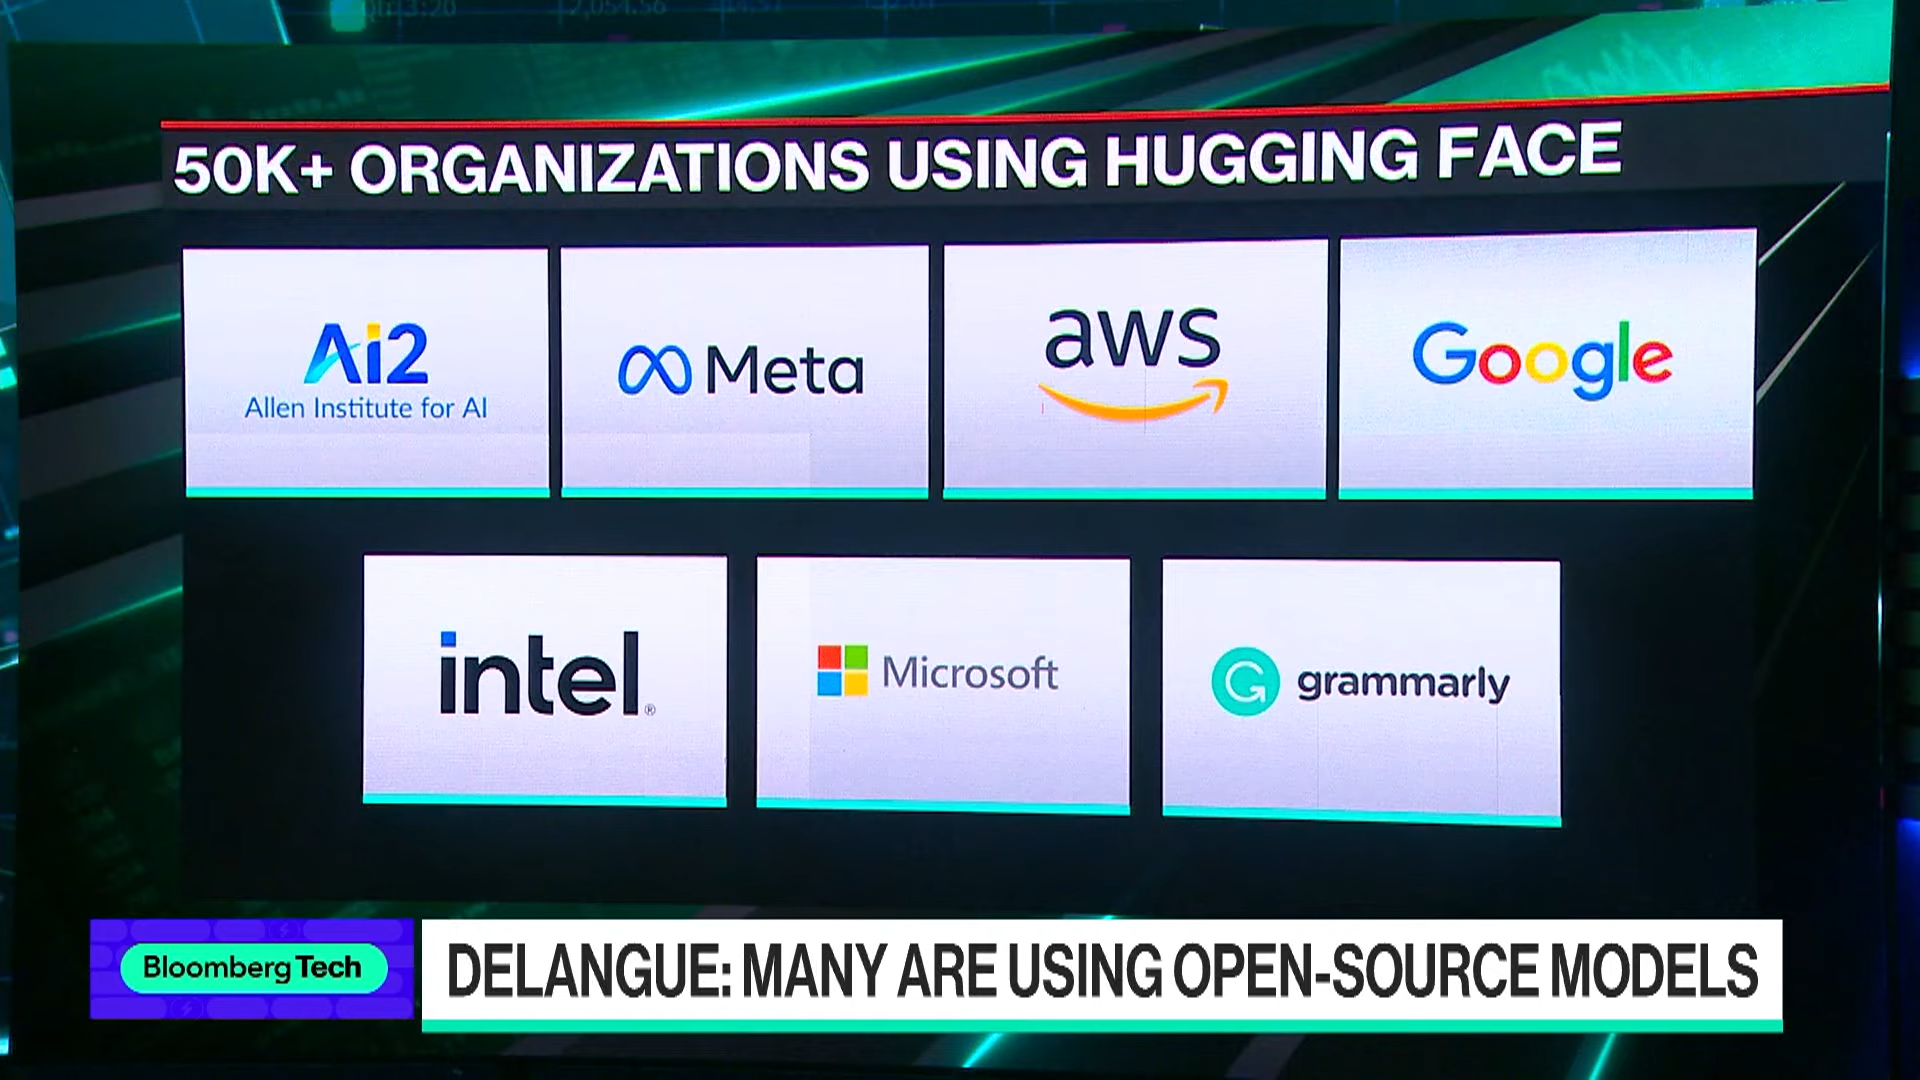 50K+ ORGANIZATIONS USING HUGGING FACE
Ai2
Allen Institute for AI
Meta
aws
Google
intel®
Microsoft
grammarly
Bloomberg Tech
DELANGUE: MANY ARE USING OPEN-SOURCE MODELS